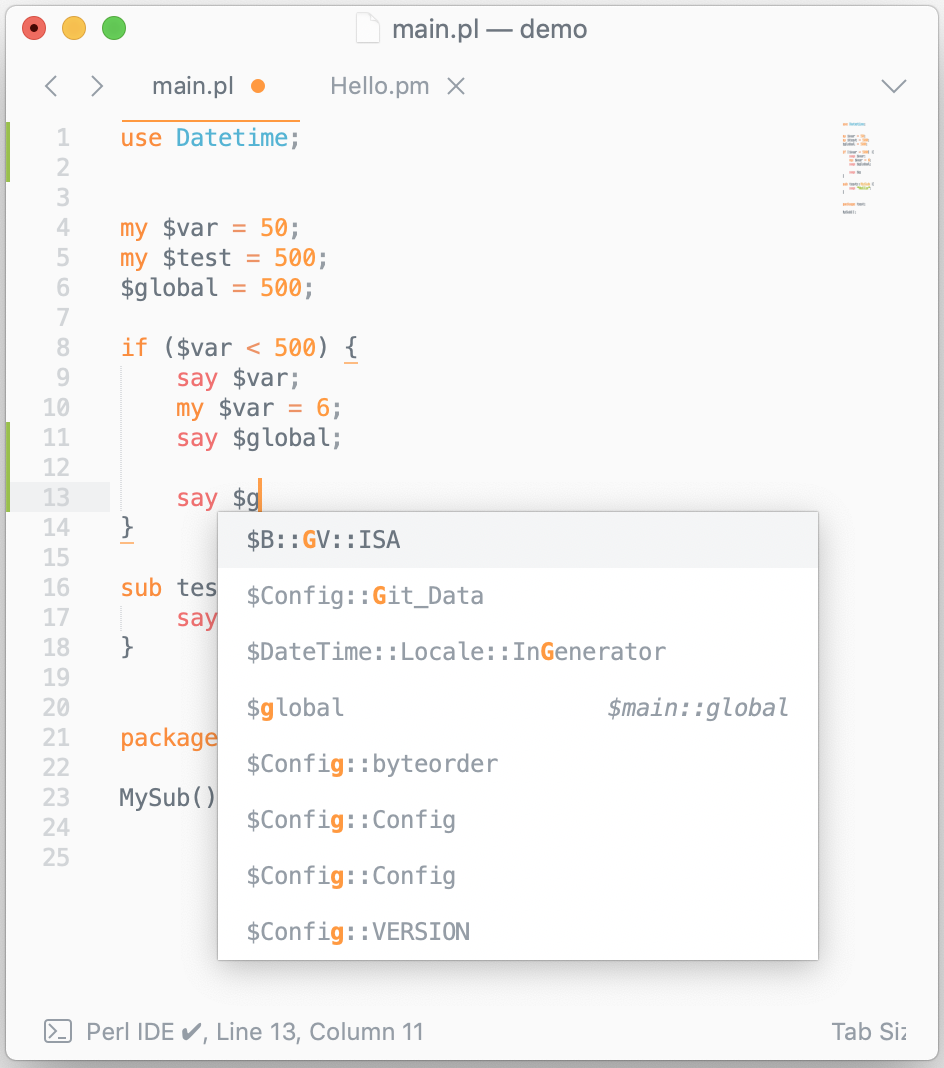 main.pl — demo
main.pl Hello.pm
1 use Datetime;
2
3
4 my $var = 50;
5 my $test = 500;
6 $global = 500;
7
8 if ($var < 500) {
9 say $var;
10 my $var = 6;
11 say $global;
12
13 say $g
14 }
$B::GV::ISA
15
16 sub tes
$Config::Git_Data
17 say
18 }
$DateTime::Locale::InGenerator
19
20
$global $main::global
21 package
22
$Config::byteorder
23 MySub()
24
$Config::Config
25
$Config::Config
$Config::VERSION
Perl IDE ✔, Line 13, Column 11 Tab Siz